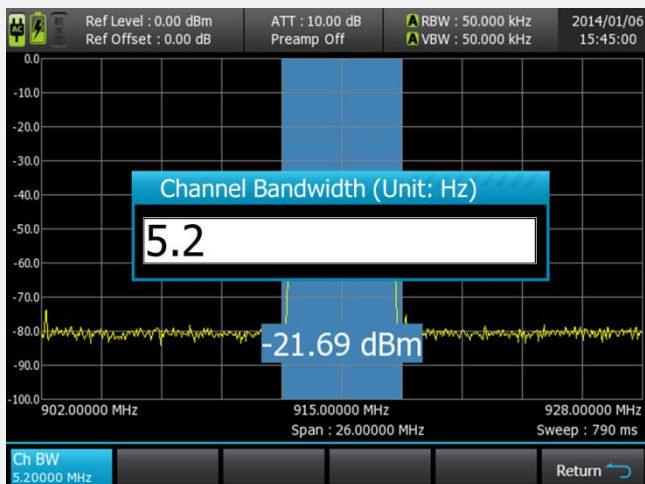 AC
E
X
T
Ref Level : 0.00 dBm
ATT : 10.00 dB
A RBW : 50.000 kHz
2014/01/06
Ref Offset : 0.00 dB
Preamp Off
A VBW : 50.000 kHz
15:45:00
0.0
-10.0
-20.0
-30.0
-40.0
Channel Bandwidth (Unit: Hz)
-50.0
5.2
-60.0
-70.0
-80.0
-21.69 dBm
-90.0
-100.0
902.00000 MHz
915.00000 MHz
928.00000 MHz
Span : 26.00000 MHz
Sweep : 790 ms
Ch BW
5.20000 MHz
Return